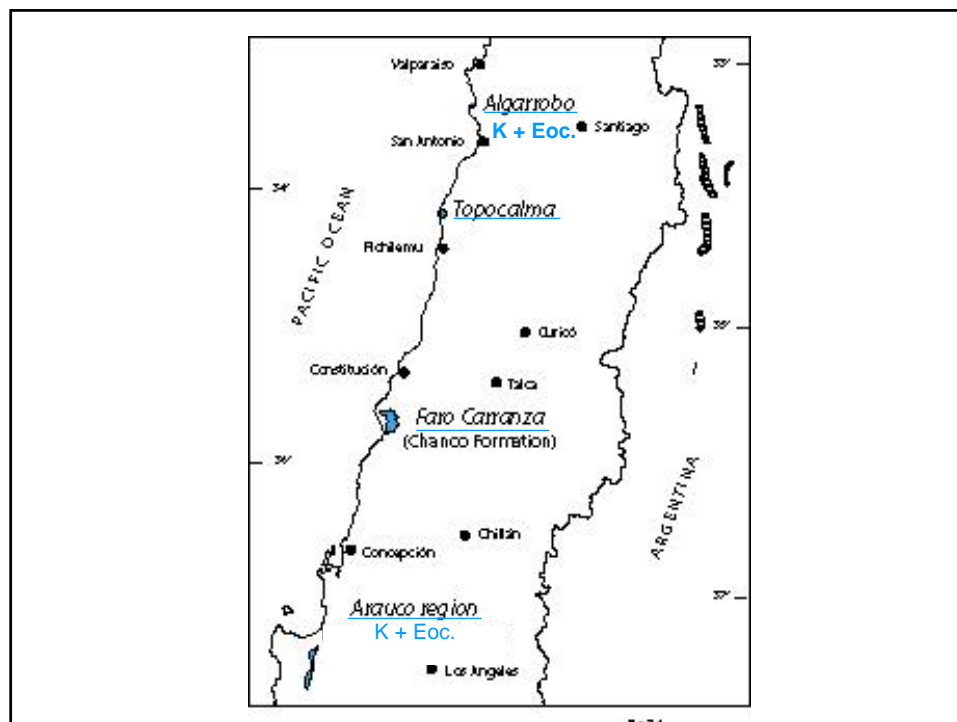 Valparaiso
33°
Algarrobo
K + Eoc.
Santiago
San Antonio
34°
Topocalma
PACIFIC OCEAN
Pichilemu
35°
Curicó
Constitución
Talca
Faro Carranza
(Chanco Formation)
36°
ARGENTINA
Chillán
Concepción
37°
Arauco region
K + Eoc.
Los Angeles